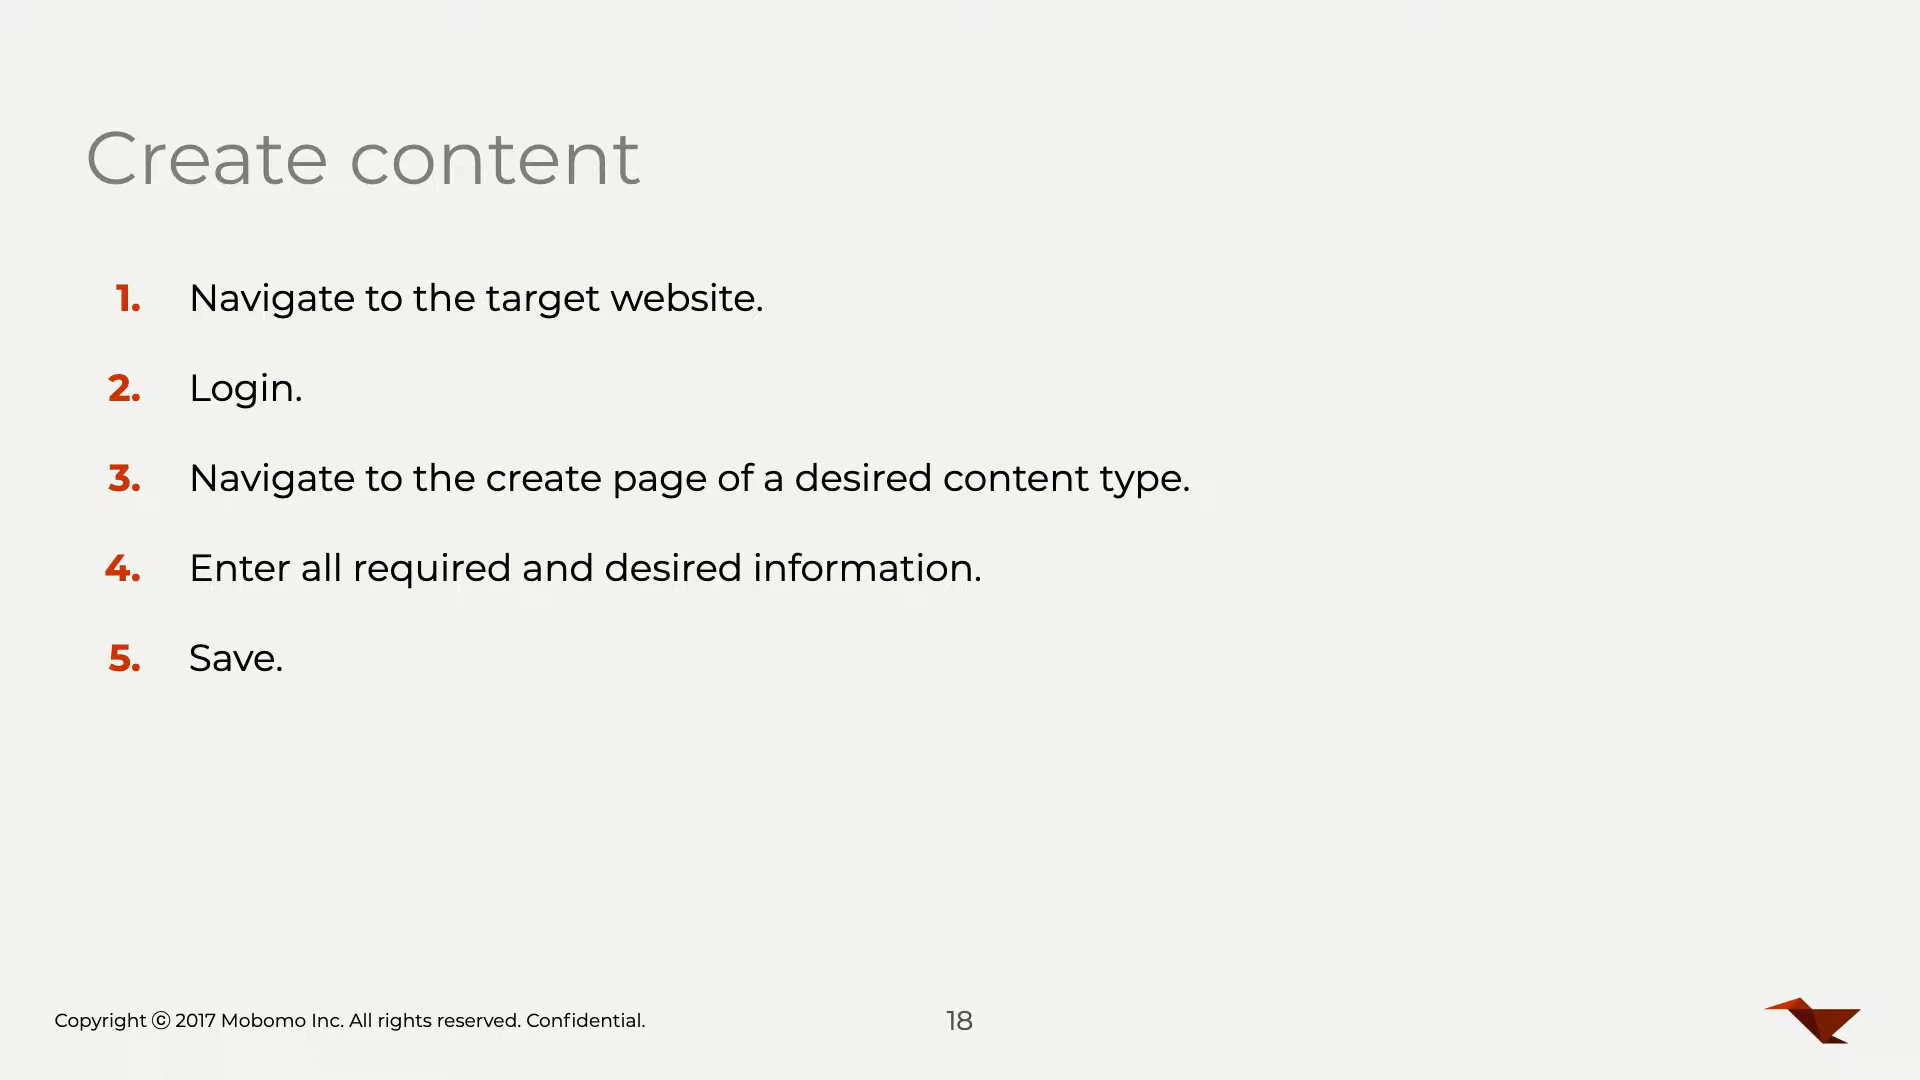 Create content
1. Navigate to the target website.
2. Login.
3. Navigate to the create page of a desired content type.
4. Enter all required and desired information.
5. Save.
Copyright ⓒ 2017 Mobomo Inc. All rights reserved. Confidential.
18